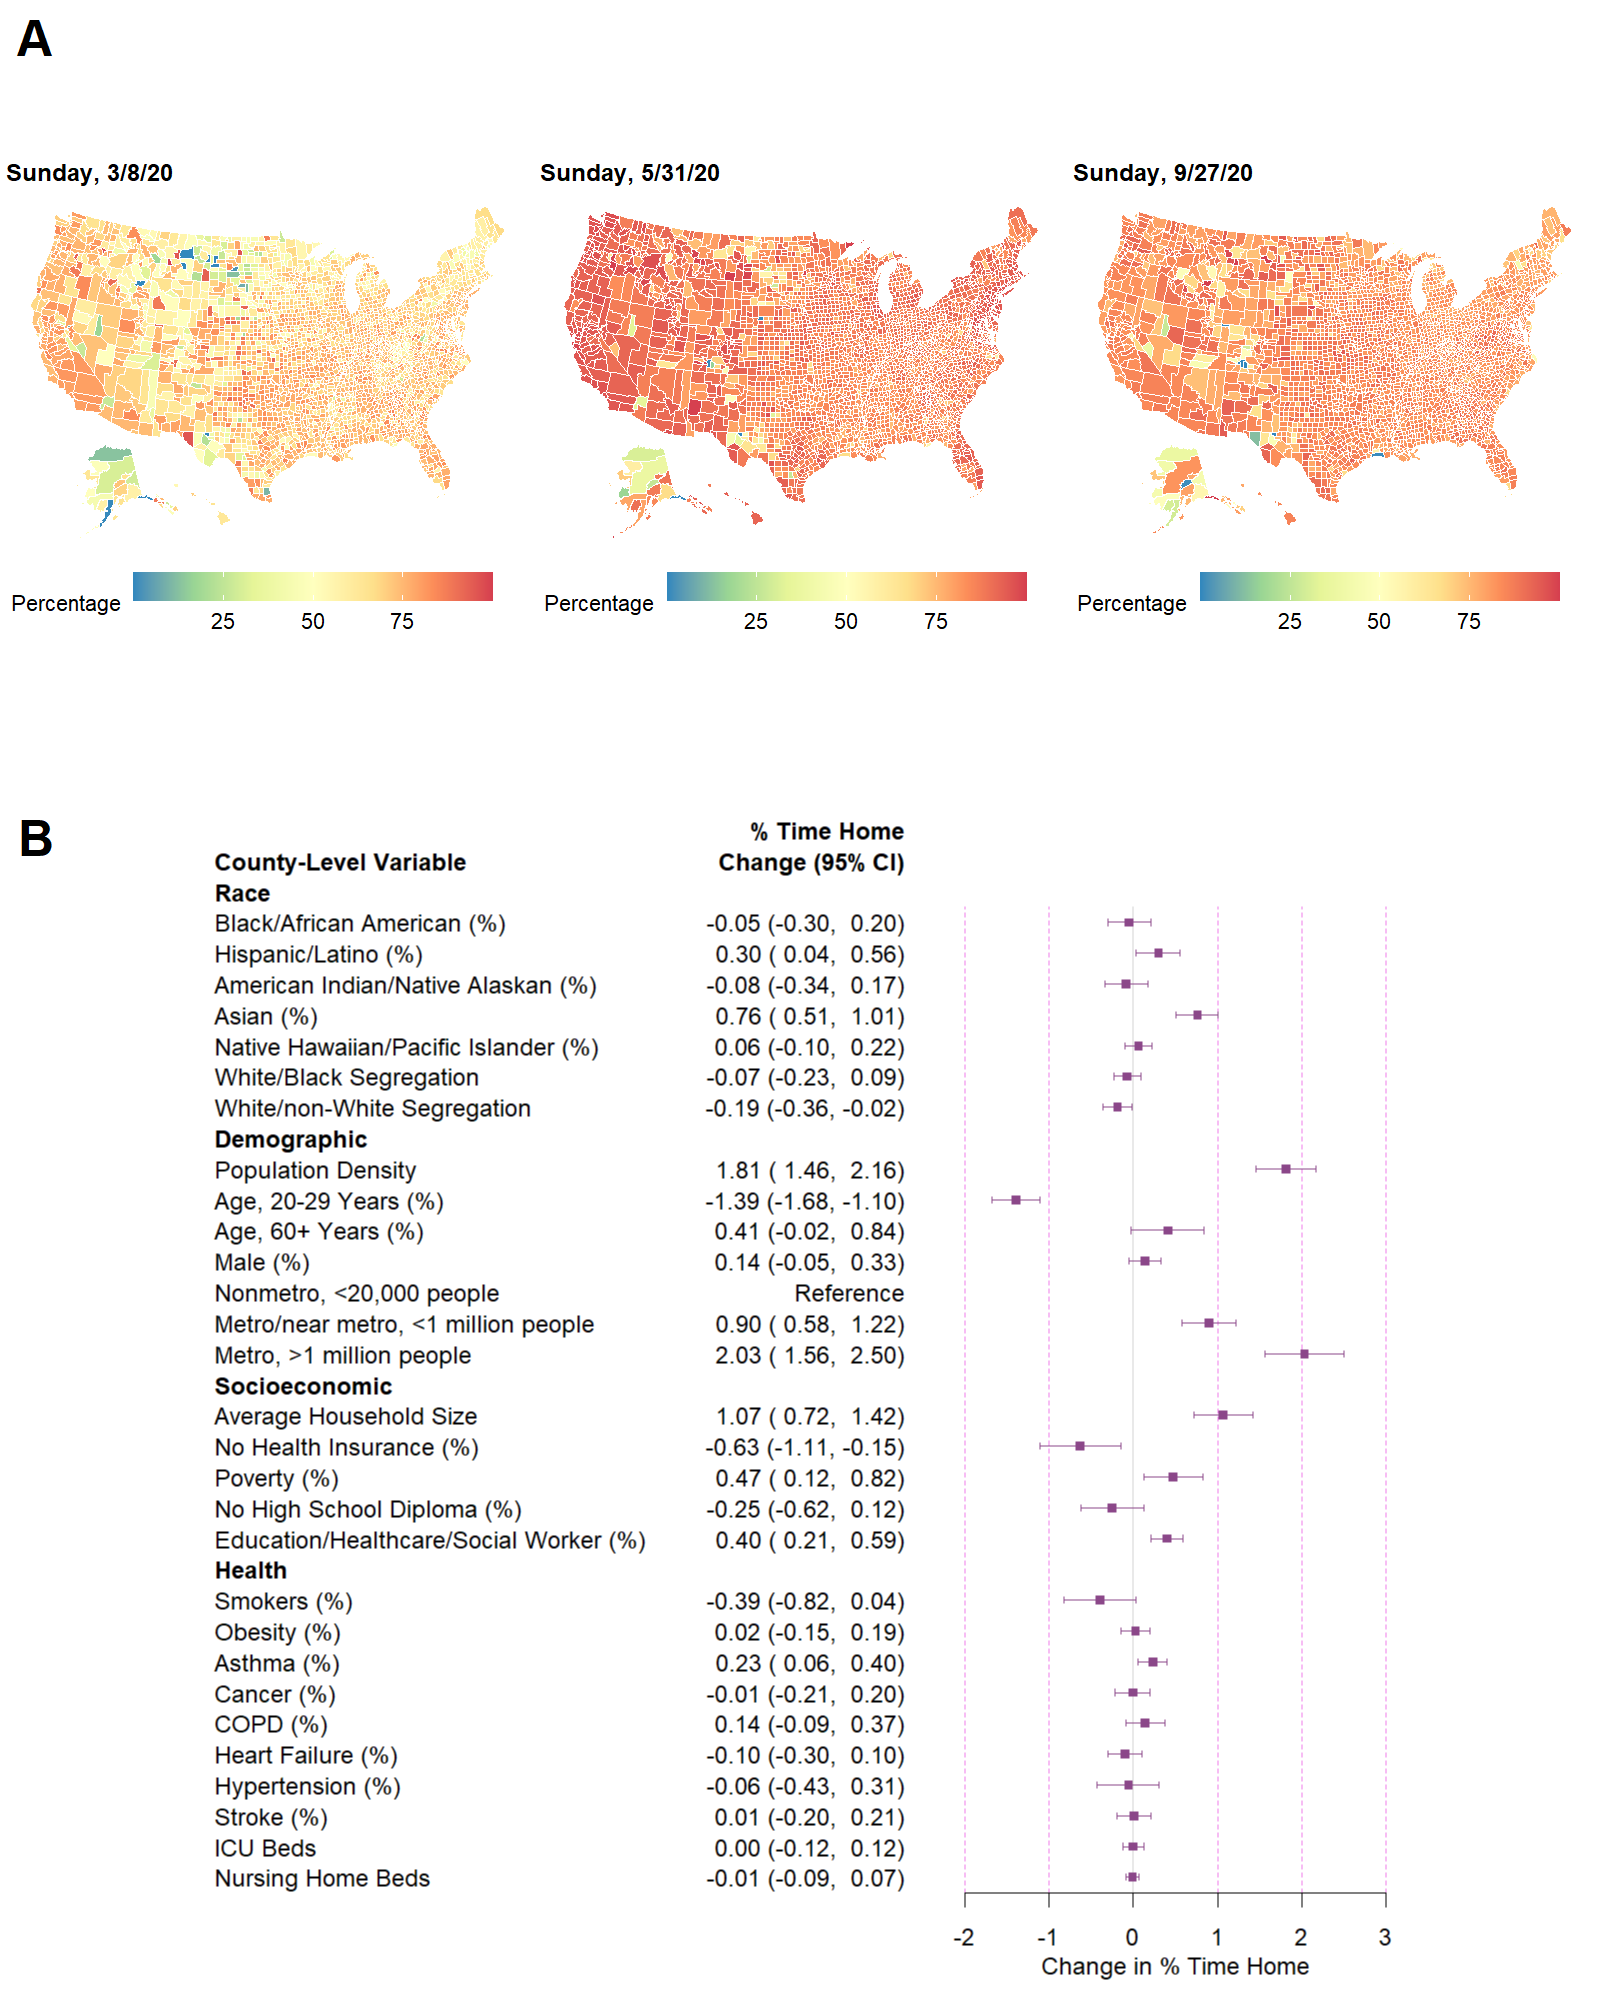 A
Sunday, 3/8/20
Sunday, 5/31/20
Sunday, 9/27/20
Percentage
25 50 75
Percentage
25 50 75
Percentage
25 50 75
B
% Time Home
County-Level Variable Change (95% CI)
Race
Black/African American (%) -0.05 (-0.30, 0.20)
Hispanic/Latino (%) 0.30 ( 0.04, 0.56)
American Indian/Native Alaskan (%) -0.08 (-0.34, 0.17)
Asian (%) 0.76 ( 0.51, 1.01)
Native Hawaiian/Pacific Islander (%) 0.06 (-0.10, 0.22)
White/Black Segregation -0.07 (-0.23, 0.09)
White/non-White Segregation -0.19 (-0.36, -0.02)
Demographic
Population Density 1.81 ( 1.46, 2.16)
Age, 20-29 Years (%) -1.39 (-1.68, -1.10)
Age, 60+ Years (%) 0.41 (-0.02, 0.84)
Male (%) 0.14 (-0.05, 0.33)
Nonmetro, <20,000 people Reference
Metro/near metro, <1 million people 0.90 ( 0.58, 1.22)
Metro, >1 million people 2.03 ( 1.56, 2.50)
Socioeconomic
Average Household Size 1.07 ( 0.72, 1.42)
No Health Insurance (%) -0.63 (-1.11, -0.15)
Poverty (%) 0.47 ( 0.12, 0.82)
No High School Diploma (%) -0.25 (-0.62, 0.12)
Education/Healthcare/Social Worker (%) 0.40 ( 0.21, 0.59)
Health
Smokers (%) -0.39 (-0.82, 0.04)
Obesity (%) 0.02 (-0.15, 0.19)
Asthma (%) 0.23 ( 0.06, 0.40)
Cancer (%) -0.01 (-0.21, 0.20)
COPD (%) 0.14 (-0.09, 0.37)
Heart Failure (%) -0.10 (-0.30, 0.10)
Hypertension (%) -0.06 (-0.43, 0.31)
Stroke (%) 0.01 (-0.20, 0.21)
ICU Beds 0.00 (-0.12, 0.12)
Nursing Home Beds -0.01 (-0.09, 0.07)
-2 -1 0 1 2 3
Change in % Time Home